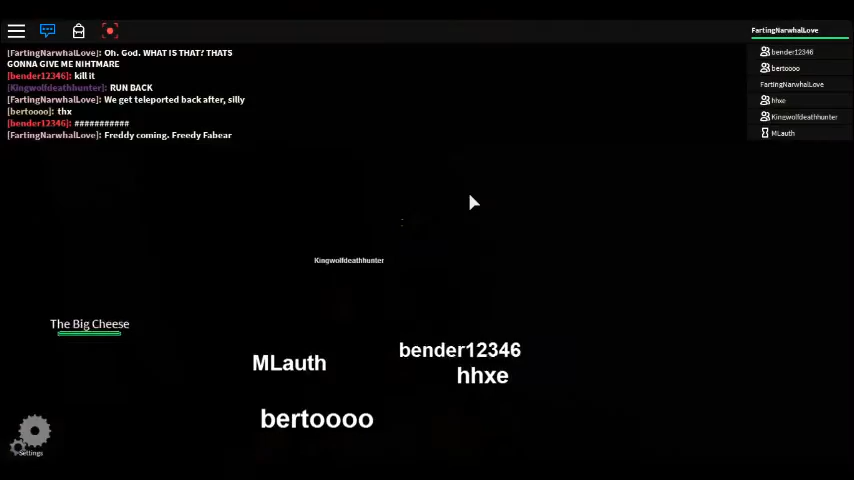 FartingNarwhalLove
[FartingNarwhalLove]: Oh. God. WHAT IS THAT? THATS
GONNA GIVE ME NIHTMARE
[bender12346]: kill it
[Kingwolfdeathhunter]: RUN BACK
[FartingNarwhalLove]: We get teleported back after, silly
[bertoooo]: thx
[bender12346]: ###########
[FartingNarwhalLove]: Freddy coming. Freedy Fabear
bender12346
bertoooo
FartingNarwhalLove
hhxe
Kingwolfdeathhunter
MLauth
Kingwolfdeathhunter
The Big Cheese
bender12346
MLauth
hhxe
bertoooo
Settings